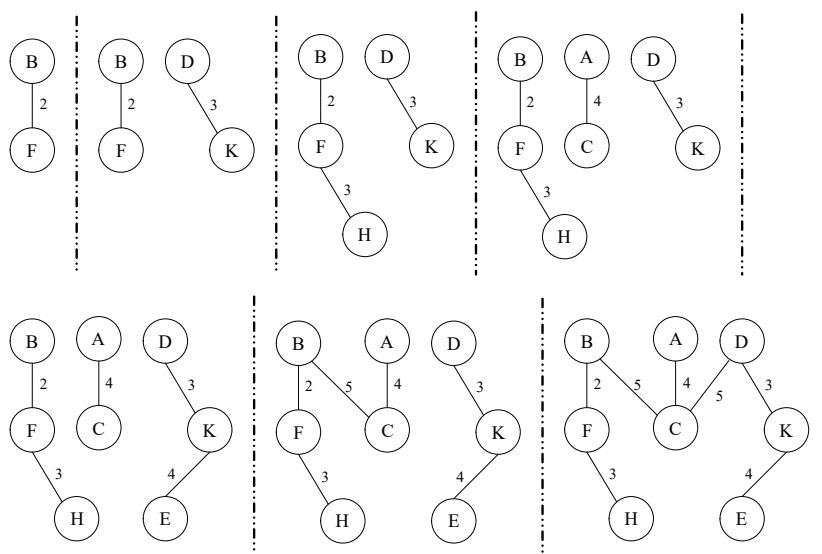 B B D B D B A D
2 2 3 2 3 2 4 3
F F K F K F C K
3 3
H H
B A D B A D B A D
2 4 3 2 5 4 3 2 5 4 5 3
F C K F C K F C K
3 4 3 4 3 4
H E H E H E